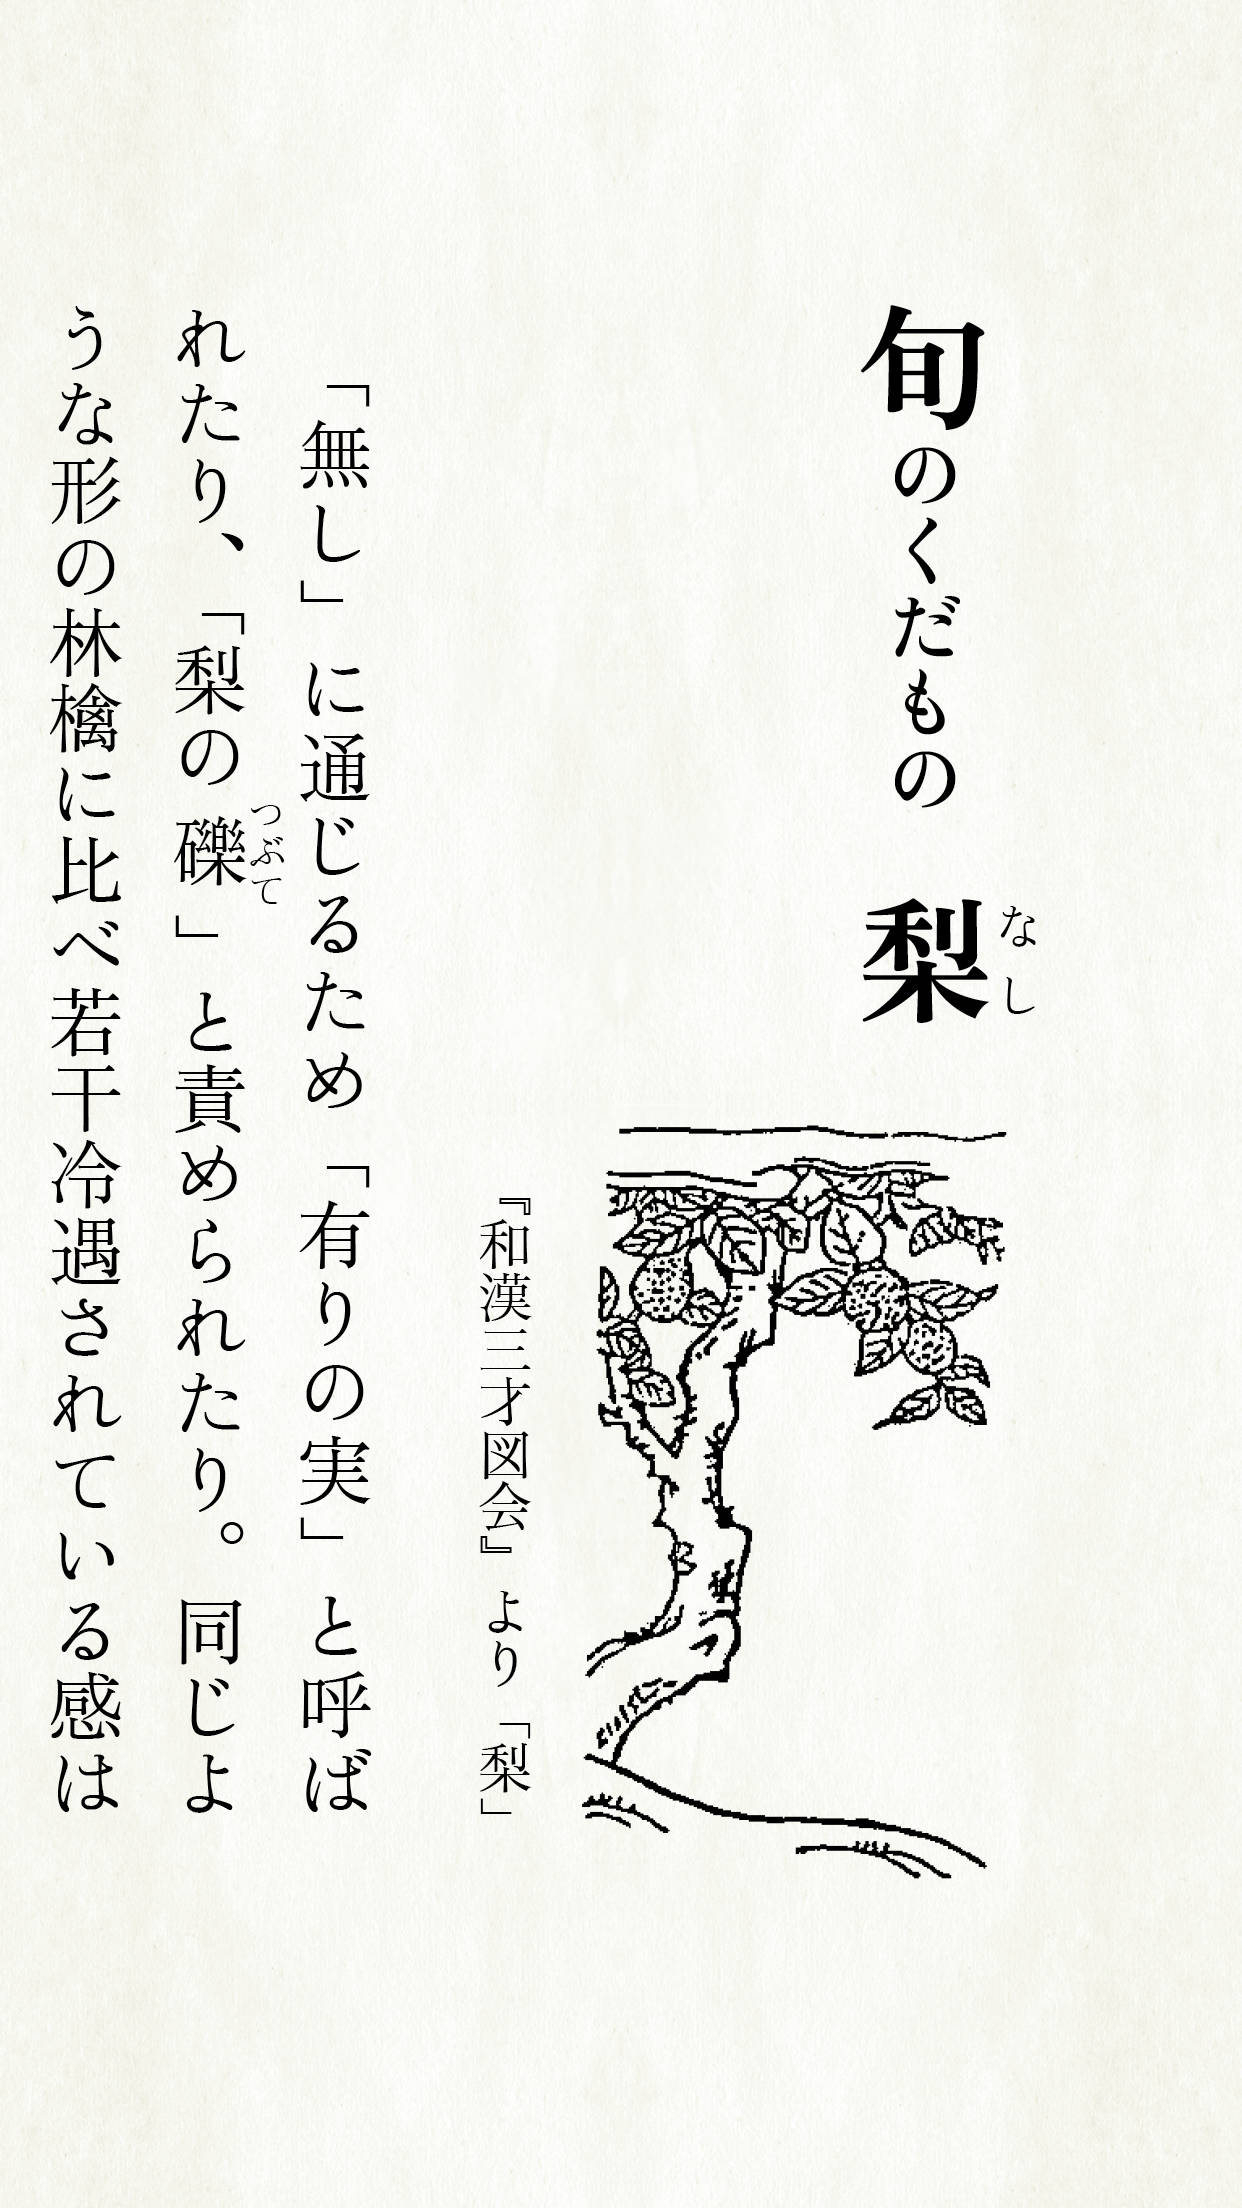 旬のくだもの 梨
なし
『和漢三才図会』より「梨」
「無し」に通じるため「有りの実」と呼ば
れたり、「梨の礫」と責められたり。同じよ
つぶて
うな形の林檎に比べ若干冷遇されている感は